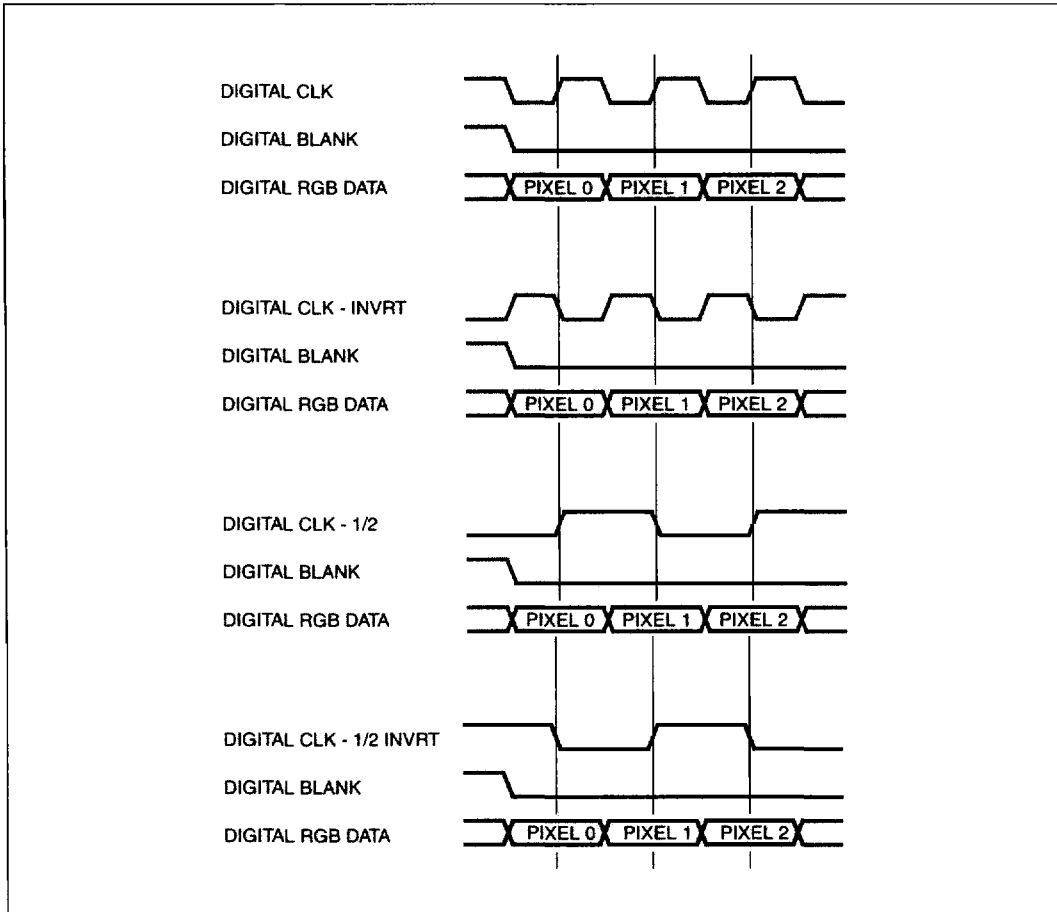 DIGITAL CLK
DIGITAL BLANK
DIGITAL RGB DATA PIXEL 0 PIXEL 1 PIXEL 2
DIGITAL CLK - INVRT
DIGITAL BLANK
DIGITAL RGB DATA PIXEL 0 PIXEL 1 PIXEL 2
DIGITAL CLK - 1/2
DIGITAL BLANK
DIGITAL RGB DATA PIXEL 0 PIXEL 1 PIXEL 2
DIGITAL CLK - 1/2 INVRT
DIGITAL BLANK
DIGITAL RGB DATA PIXEL 0 PIXEL 1 PIXEL 2